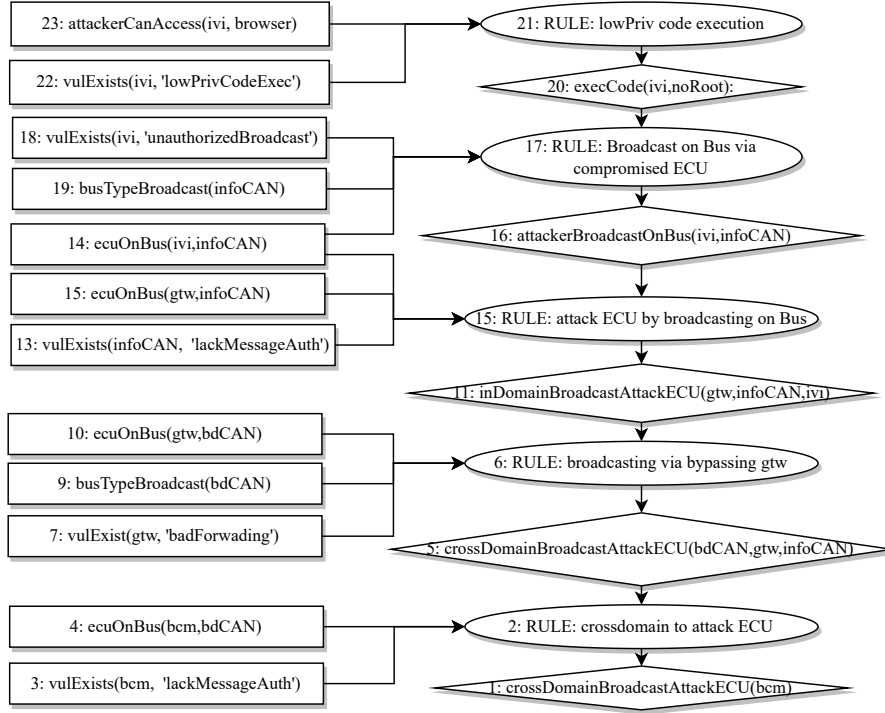 23: attackerCanAccess(ivi, browser)
21: RULE: lowPriv code execution
22: vulExists(ivi, 'lowPrivCodeExec')
20: execCode(ivi,noRoot):
18: vulExists(ivi, 'unauthorizedBroadcast')
17: RULE: Broadcast on Bus via
compromised ECU
19: busTypeBroadcast(infoCAN)
14: ecuOnBus(ivi,infoCAN)
16: attackerBroadcastOnBus(ivi,infoCAN)
15: ecuOnBus(gtw,infoCAN)
15: RULE: attack ECU by broadcasting on Bus
13: vulExists(infoCAN, 'lackMessageAuth')
11: inDomainBroadcastAttackECU(gtw,infoCAN,ivi)
10: ecuOnBus(gtw,bdCAN)
6: RULE: broadcasting via bypassing gtw
9: busTypeBroadcast(bdCAN)
7: vulExist(gtw, 'badForwading')
5: crossDomainBroadcastAttackECU(bdCAN,gtw,infoCAN)
4: ecuOnBus(bcm,bdCAN)
2: RULE: crossdomain to attack ECU
3: vulExists(bcm, 'lackMessageAuth')
1: crossDomainBroadcastAttackECU(bcm)